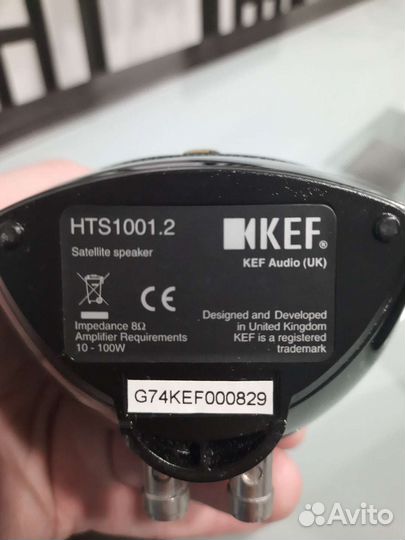 HTS1001.2
Satellite speaker
KEF®
KEF Audio (UK)
CE
Impedance 8Ω
Amplifier Requirements
10 - 100W
Designed and Developed
in United Kingdom
KEF is a registered
trademark
G74KEF000829
Avito